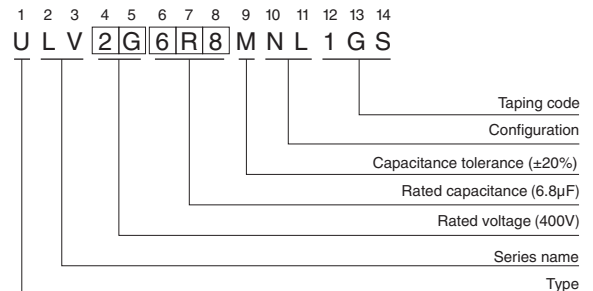 1 2 3 4 5 6 7 8 9 10 11 12 13 14
U L V 2 G 6 R 8 M N L 1 G S
Taping code
Configuration
Capacitance tolerance (±20%)
Rated capacitance (6.8µF)
Rated voltage (400V)
Series name
Type